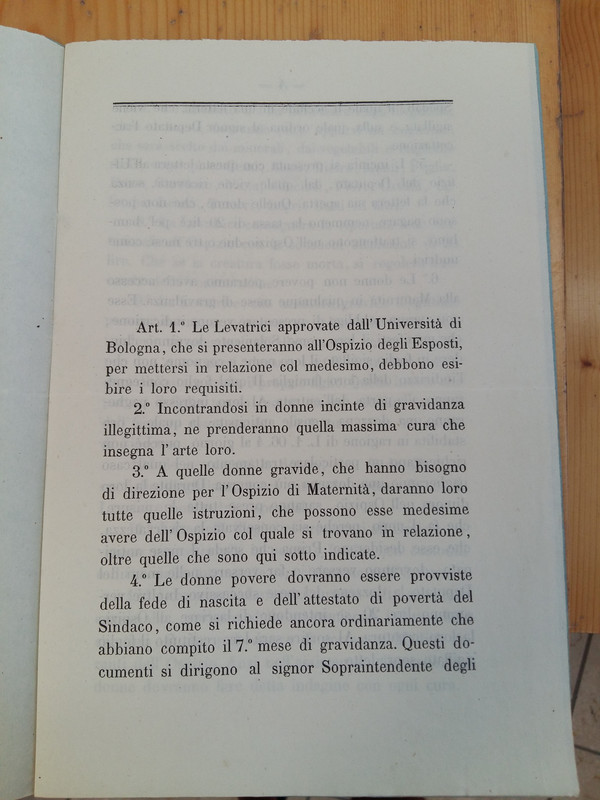 Art. 1.º Le Levatrici approvate dall'Università di
Bologna, che si presenteranno all'Ospizio degli Esposti,
per mettersi in relazione col medesimo, debbono esi-
bire i loro requisiti.
2.º Incontrandosi in donne incinte di gravidanza
illegittima, ne prenderanno quella massima cura che
insegna l'arte loro.
3.º A quelle donne gravide, che hanno bisogno
di direzione per l'Ospizio di Maternità, daranno loro
tutte quelle istruzioni, che possono esse medesime
avere dell'Ospizio col quale si trovano in relazione,
oltre quelle che sono qui sotto indicate.
4.º Le donne povere dovranno essere provviste
della fede di nascita e dell'attestato di povertà del
Sindaco, come si richiede ancora ordinariamente che
abbiano compito il 7.º mese di gravidanza. Questi do-
cumenti si dirigono al signor Sopraintendente degli